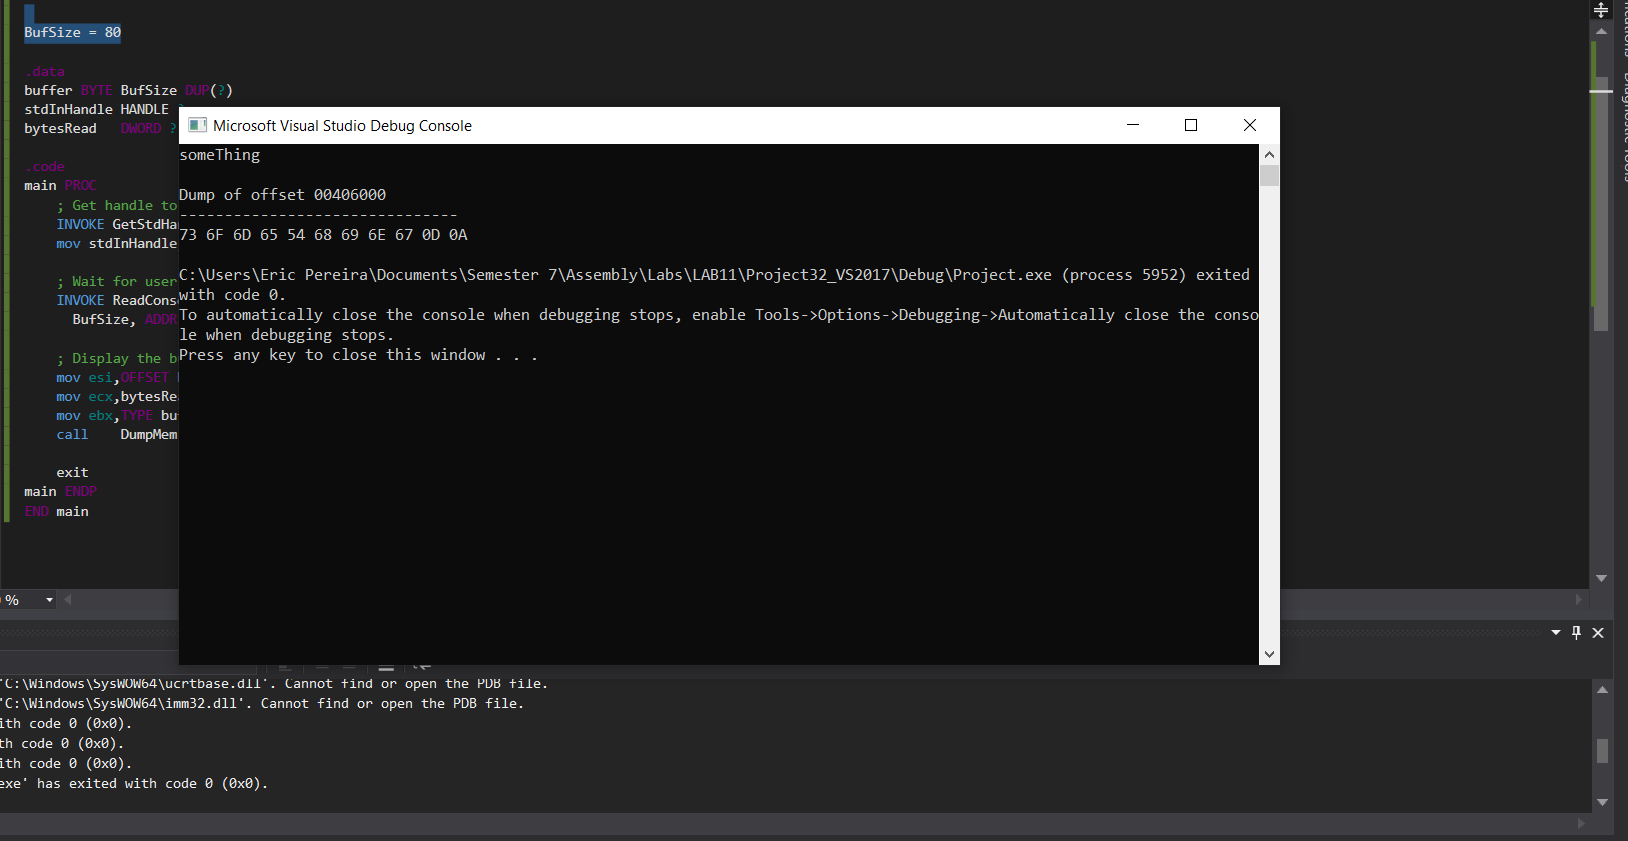 BufSize = 80
.data
buffer BYTE BufSize DUP(?)
stdInHandle HANDLE
bytesRead   DWORD ?
.code
main PROC
; Get handle to
INVOKE GetStdHa
mov stdInHandle
; Wait for user
INVOKE ReadCons
BufSize, ADDR
; Display the b
mov esi,OFFSET
mov ecx,bytesRe
mov ebx,TYPE bu
call    DumpMem
exit
main ENDP
END main
Microsoft Visual Studio Debug Console
someThing
Dump of offset 00406000
-------------------------------
73 6F 6D 65 54 68 69 6E 67 0D 0A
C:\Users\Eric Pereira\Documents\Semester 7\Assembly\Labs\LAB11\Project32_VS2017\Debug\Project.exe (process 5952) exited
with code 0.
To automatically close the console when debugging stops, enable Tools->Options->Debugging->Automatically close the conso
le when debugging stops.
Press any key to close this window . . .
%
'C:\Windows\SysWOW64\ucrtbase.dll'. Cannot find or open the PDB file.
'C:\Windows\SysWOW64\imm32.dll'. Cannot find or open the PDB file.
ith code 0 (0x0).
th code 0 (0x0).
ith code 0 (0x0).
exe' has exited with code 0 (0x0).